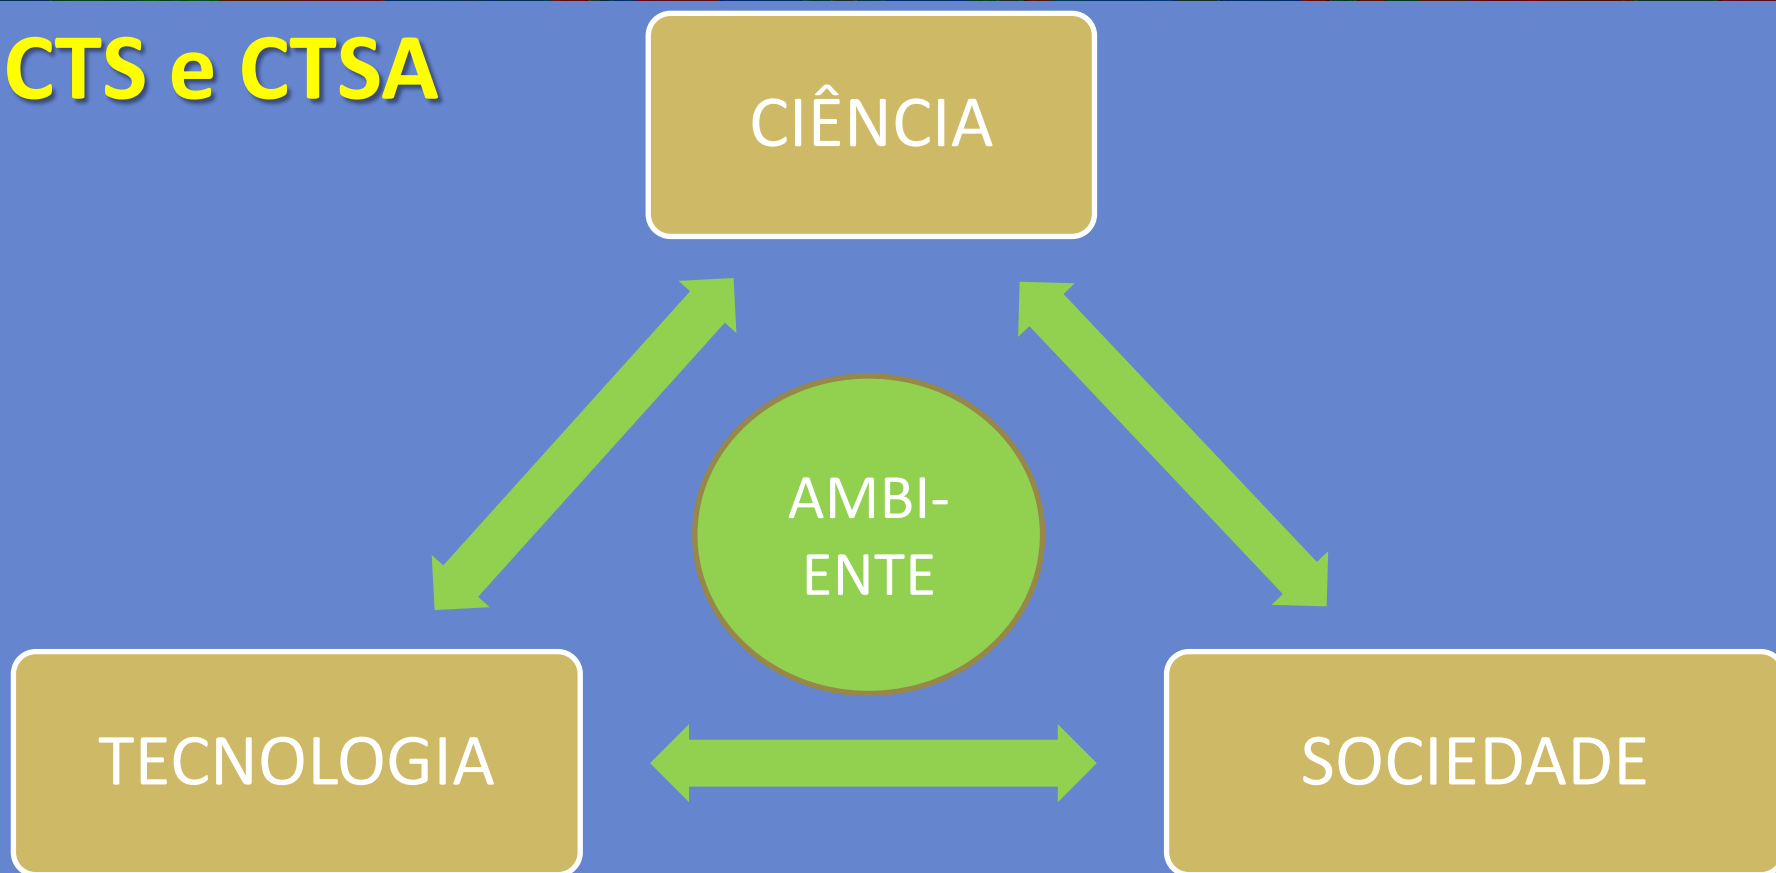 CTS e CTSA
CIÊNCIA
AMBI-
ENTE
TECNOLOGIA
SOCIEDADE